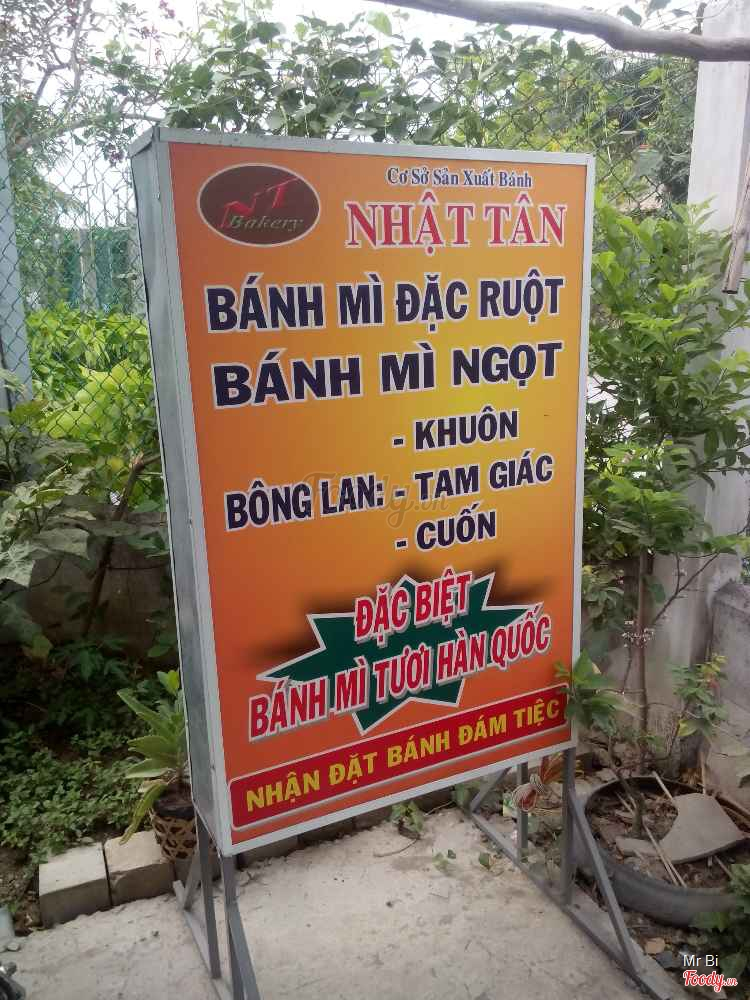 NT
Bakery
Cơ Sở Sản Xuất Bánh
NHẬT TÂN
BÁNH MÌ ĐẶC RUỘT
BÁNH MÌ NGỌT
- KHUÔN
BÔNG LAN: - TAM GIÁC
- CUỐN
Foody.vn
ĐẶC BIỆT
BÁNH MÌ TƯƠI HÀN QUỐC
NHẬN ĐẶT BÁNH ĐÁM TIỆC
Mr Bi
Foody.vn